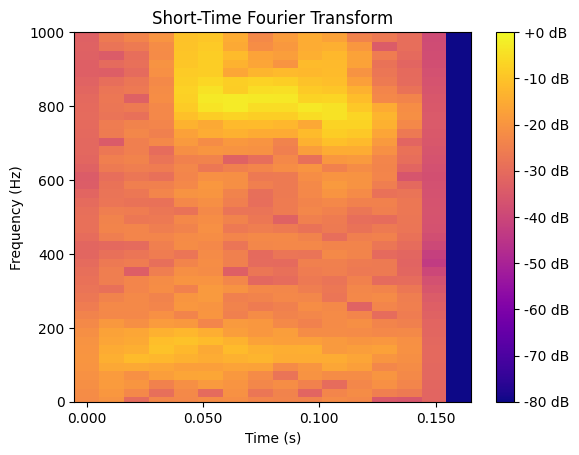 Short-Time Fourier Transform
Frequency (Hz)
1000
800
600
400
200
0
0.000 0.050 0.100 0.150
Time (s)
+0 dB
-10 dB
-20 dB
-30 dB
-40 dB
-50 dB
-60 dB
-70 dB
-80 dB